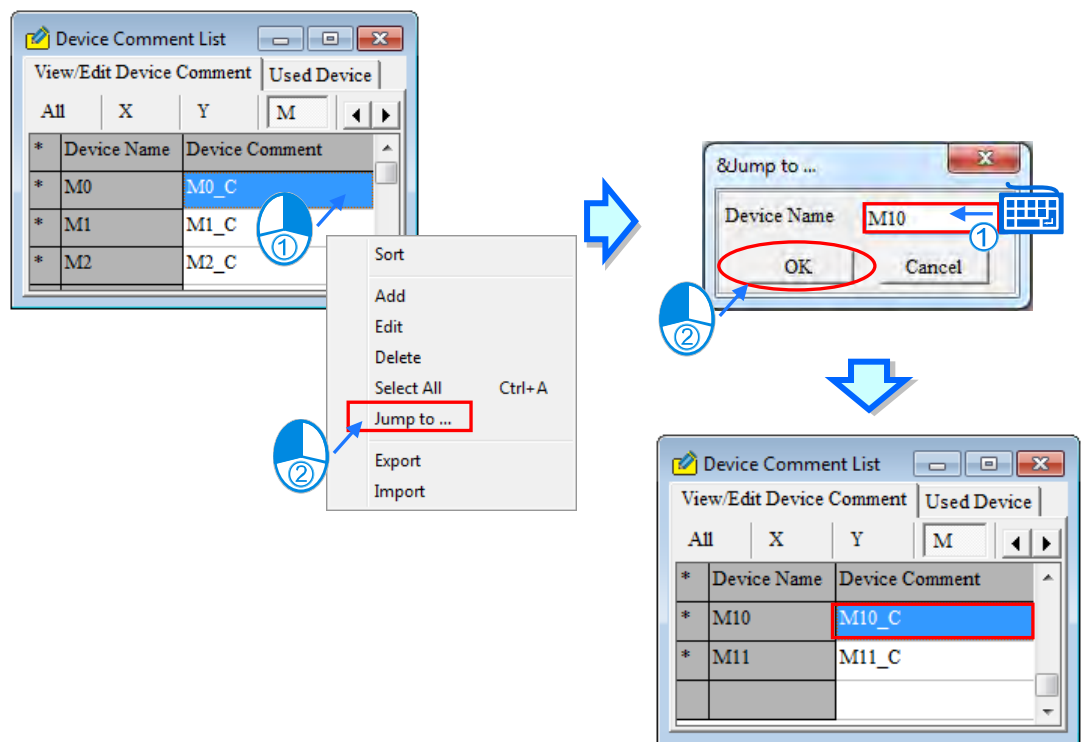 Device Comment List
View/Edit Device Comment Used Device
All X Y M
* Device Name Device Comment
* M0 M0_C
* M1 M1_C
* M2 M2_C
1
Sort
Add
Edit
Delete
Select All Ctrl+A
Jump to ...
Export
Import
2
&Jump to ...
Device Name M10
1
OK Cancel
2
Device Comment List
View/Edit Device Comment Used Device
All X Y M
* Device Name Device Comment
* M10 M10_C
* M11 M11_C